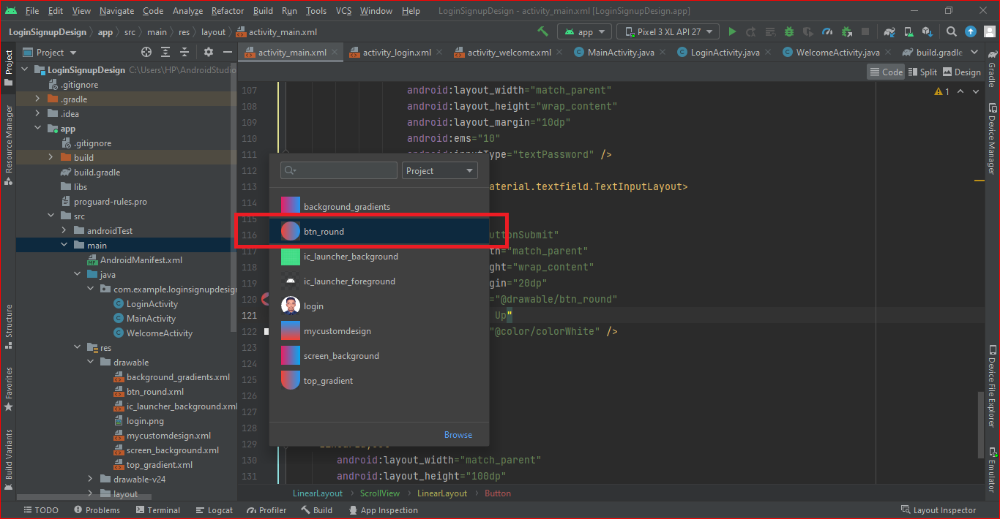 File Edit View Navigate Code Analyze Refactor Build Run Tools VCS Window Help LoginSignupDesign - activity_main.xml [LoginSignupDesign.app]
LoginSignupDesign app src main res layout activity_main.xml app Pixel 3 XL API 27
Project activity_main.xml activity_login.xml activity_welcome.xml MainActivity.java LoginActivity.java WelcomeActivity.java build.gradle
Code Split Design
Project
Resource Manager
Structure
Favorites
Build Variants
LoginSignupDesign C:\Users\HP\AndroidStudio
.gitignore
.gradle
.idea
app
.gitignore
build
build.gradle
libs
proguard-rules.pro
src
androidTest
main
AndroidManifest.xml
java
com.example.loginsignupdesign
LoginActivity
MainActivity
WelcomeActivity
res
drawable
background_gradients.xml
btn_round.xml
ic_launcher_background.xml
login.png
mycustomdesign.xml
screen_background.xml
top_gradient.xml
drawable-v24
layout
107 android:layout_width="match_parent"
108 android:layout_height="wrap_content"
109 android:layout_margin="10dp"
110 android:ems="10"
111 android:inputType="textPassword" />
112
113 aterial.textfield.TextInputLayout>
114
115
116 uttonSubmit"
117 th="match_parent"
118 ght="wrap_content"
119 gin="20dp"
120 ="@drawable/btn_round"
121 Up"
122 "@color/colorWhite" />
123
124
125
126
127
128
129 LinearLayout
130 android:layout_width="match_parent"
131 android:layout_height="100dp"
1
Project
background_gradients
btn_round
ic_launcher_background
ic_launcher_foreground
login
mycustomdesign
screen_background
top_gradient
Browse
LinearLayout ScrollView LinearLayout Button
Gradle
Device Manager
Device File Explorer
Emulator
TODO Problems Terminal Logcat Profiler Build App Inspection Layout Inspector